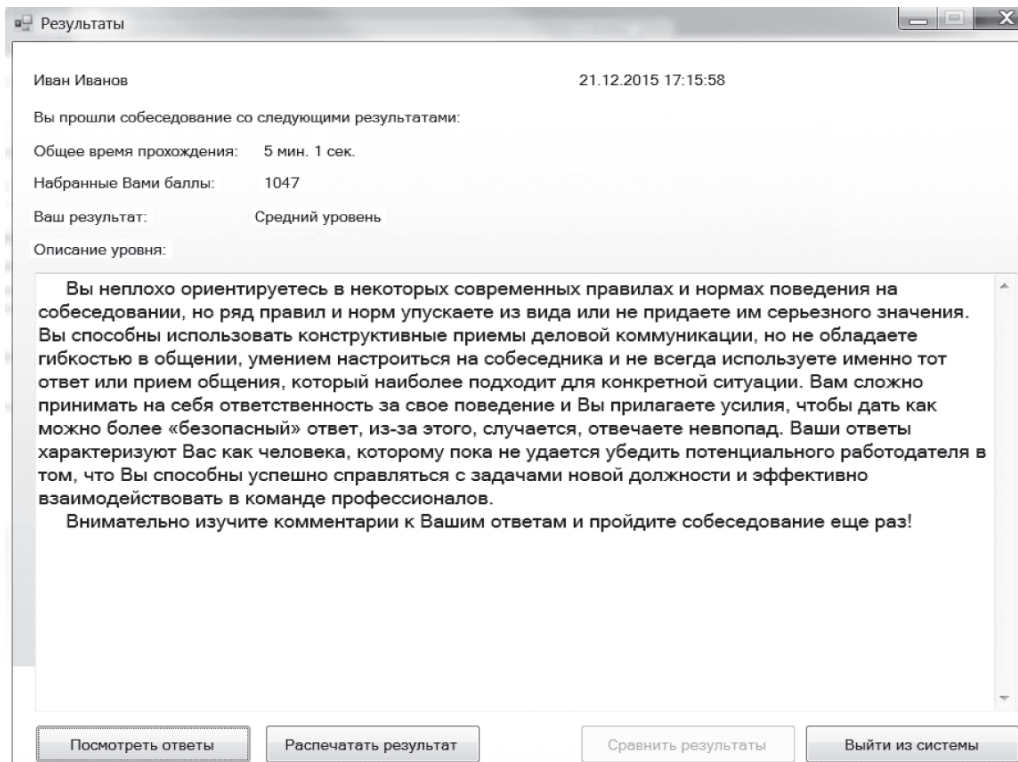 Результаты
Иван Иванов 21.12.2015 17:15:58
Вы прошли собеседование со следующими результатами:
Общее время прохождения: 5 мин. 1 сек.
Набранные Вами баллы: 1047
Ваш результат: Средний уровень
Описание уровня:
Вы неплохо ориентируетесь в некоторых современных правилах и нормах поведения на
собеседовании, но ряд правил и норм упускаете из вида или не придаете им серьезного значения.
Вы способны использовать конструктивные приемы деловой коммуникации, но не обладаете
гибкостью в общении, умением настроиться на собеседника и не всегда используете именно тот
ответ или прием общения, который наиболее подходит для конкретной ситуации. Вам сложно
принимать на себя ответственность за свое поведение и Вы прилагаете усилия, чтобы дать как
можно более «безопасный» ответ, из-за этого, случается, отвечаете невпопад. Ваши ответы
характеризуют Вас как человека, которому пока не удается убедить потенциального работодателя в
том, что Вы способны успешно справляться с задачами новой должности и эффективно
взаимодействовать в команде профессионалов.
Внимательно изучите комментарии к Вашим ответам и пройдите собеседование еще раз!
Посмотреть ответы Распечатать результат Сравнить результаты Выйти из системы